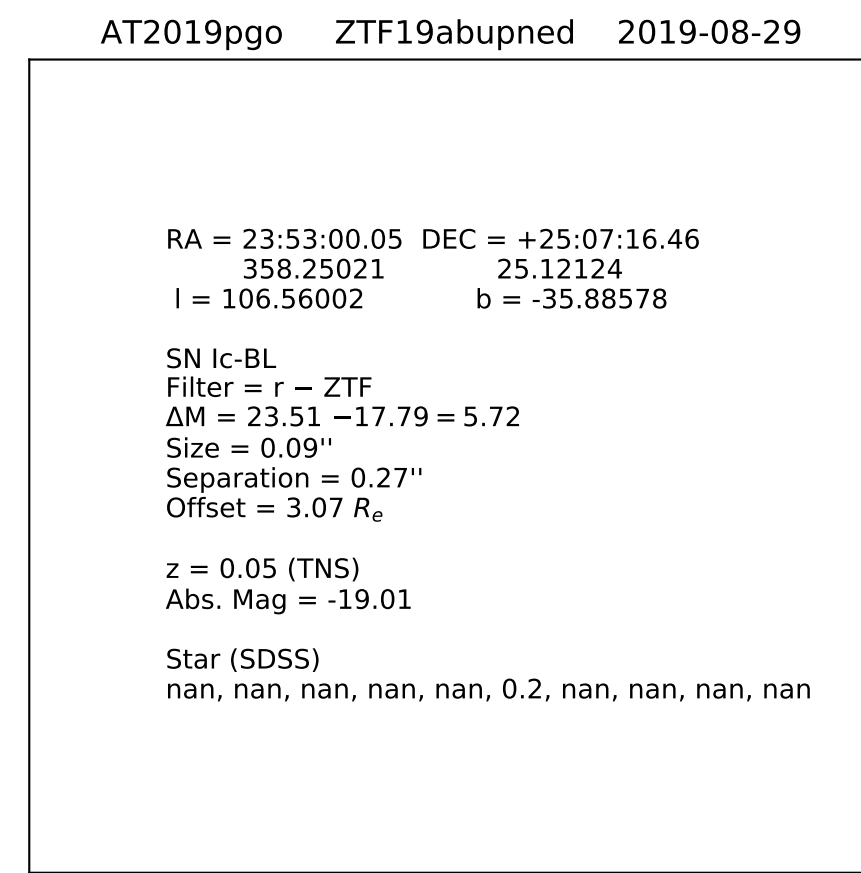 AT2019pgo ZTF19abupned 2019-08-29
RA = 23:53:00.05 DEC = +25:07:16.46
358.25021 25.12124
l = 106.56002 b = -35.88578
SN Ic-BL
Filter = r − ZTF
ΔM = 23.51 −17.79 = 5.72
Size = 0.09''
Separation = 0.27''
Offset = 3.07 Re
z = 0.05 (TNS)
Abs. Mag = -19.01
Star (SDSS)
nan, nan, nan, nan, nan, 0.2, nan, nan, nan, nan